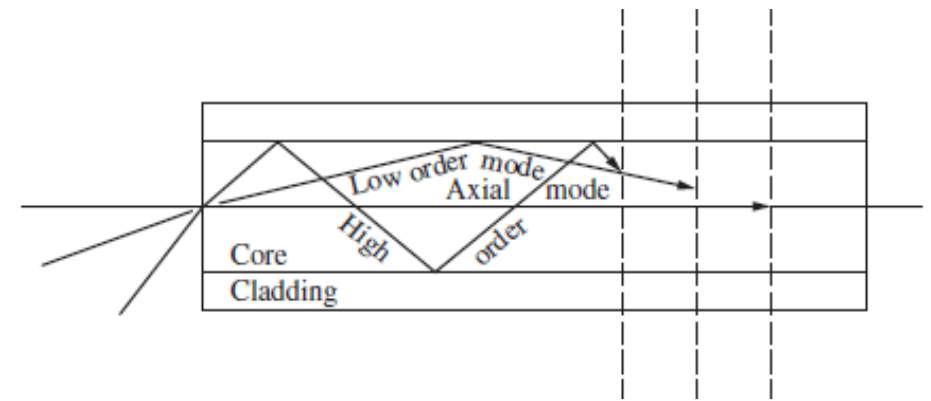 Low order mode
Axial mode
High order
Core
Cladding